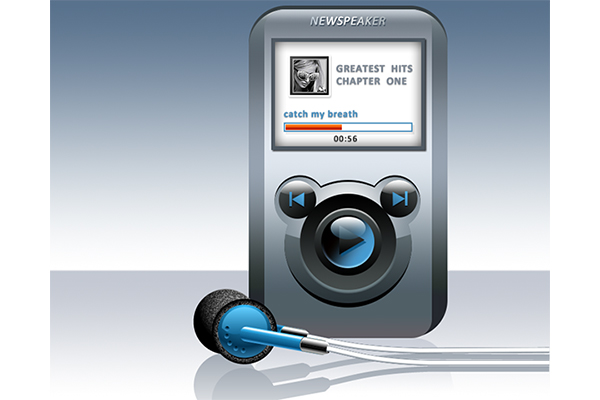 NEWSPEAKER
GREATEST HITS
CHAPTER ONE
catch my breath
00:56